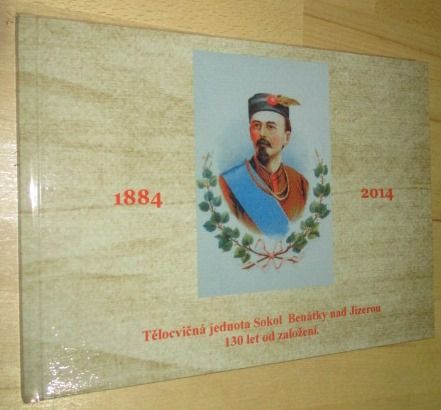 1884
2014
Tělocvičná jednota Sokol Benátky nad Jizerou
130 let od založení.